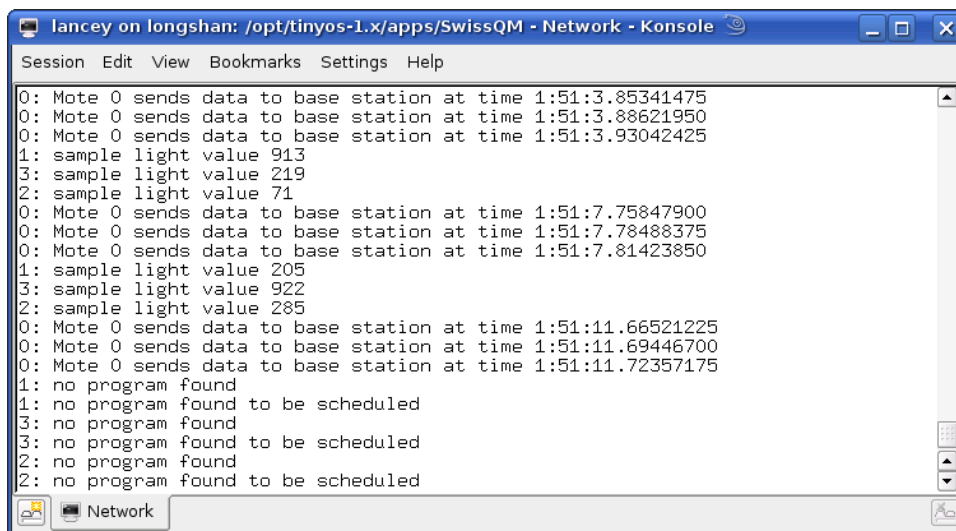 lancey on longshan: /opt/tinyos-1.x/apps/SwissQM - Network - Konsole
Session Edit View Bookmarks Settings Help
0: Mote 0 sends data to base station at time 1:51:3.85341475
0: Mote 0 sends data to base station at time 1:51:3.88621950
0: Mote 0 sends data to base station at time 1:51:3.93042425
1: sample light value 913
3: sample light value 219
2: sample light value 71
0: Mote 0 sends data to base station at time 1:51:7.75847900
0: Mote 0 sends data to base station at time 1:51:7.78488375
0: Mote 0 sends data to base station at time 1:51:7.81423850
1: sample light value 205
3: sample light value 922
2: sample light value 285
0: Mote 0 sends data to base station at time 1:51:11.66521225
0: Mote 0 sends data to base station at time 1:51:11.69446700
0: Mote 0 sends data to base station at time 1:51:11.72357175
1: no program found
1: no program found to be scheduled
3: no program found
3: no program found to be scheduled
2: no program found
2: no program found to be scheduled
Network